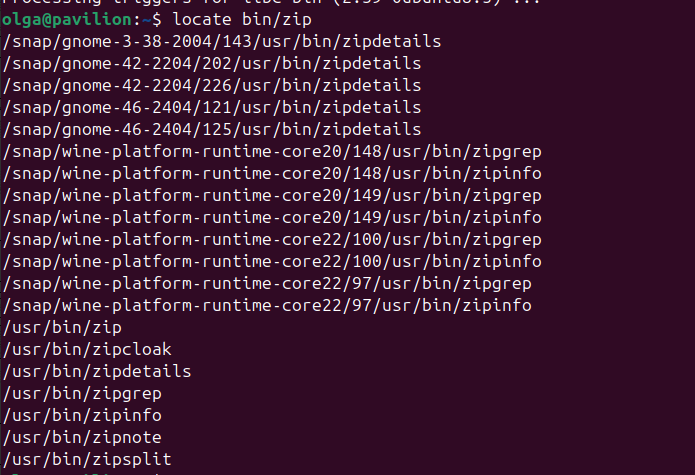 olga@pavilion:~$ locate bin/zip
/snap/gnome-3-38-2004/143/usr/bin/zipdetails
/snap/gnome-42-2204/202/usr/bin/zipdetails
/snap/gnome-42-2204/226/usr/bin/zipdetails
/snap/gnome-46-2404/121/usr/bin/zipdetails
/snap/gnome-46-2404/125/usr/bin/zipdetails
/snap/wine-platform-runtime-core20/148/usr/bin/zipgrep
/snap/wine-platform-runtime-core20/148/usr/bin/zipinfo
/snap/wine-platform-runtime-core20/149/usr/bin/zipgrep
/snap/wine-platform-runtime-core20/149/usr/bin/zipinfo
/snap/wine-platform-runtime-core22/100/usr/bin/zipgrep
/snap/wine-platform-runtime-core22/100/usr/bin/zipinfo
/snap/wine-platform-runtime-core22/97/usr/bin/zipgrep
/snap/wine-platform-runtime-core22/97/usr/bin/zipinfo
/usr/bin/zip
/usr/bin/zipcloak
/usr/bin/zipdetails
/usr/bin/zipgrep
/usr/bin/zipinfo
/usr/bin/zipnote
/usr/bin/zipsplit